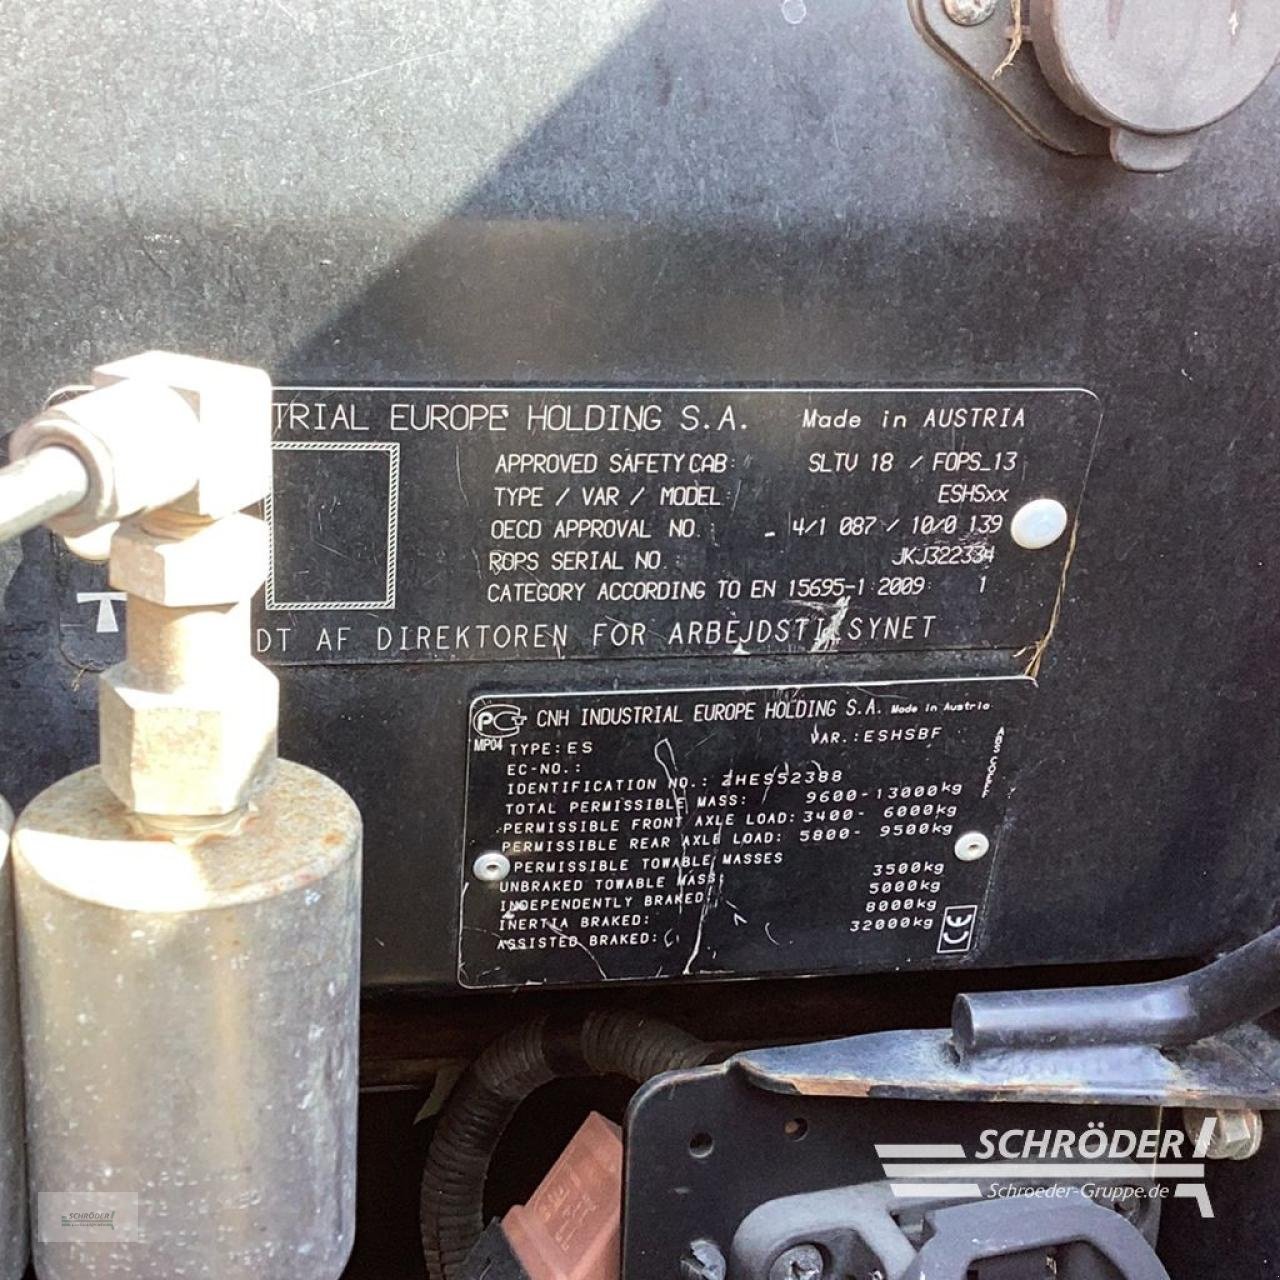 TRIAL EUROPE HOLDING S.A. Made in AUSTRIA
APPROVED SAFETY CAB: SLTV 18 / FOPS_13
TYPE / VAR / MODEL: ESHSxx
OECD APPROVAL NO.: 4/1 087 / 10/0 139
ROPS SERIAL NO. JKJ322334
CATEGORY ACCORDING TO EN 15695-1:2009: 1
DT AF DIREKTOREN FOR ARBEJDSTILSYNET
CNH INDUSTRIAL EUROPE HOLDING S.A. Made in Austria
MP04 TYPE: ES VAR.: ESHSBF
EC-NO.:
IDENTIFICATION NO.: ZHES52388
TOTAL PERMISSIBLE MASS: 9600-13000kg
PERMISSIBLE FRONT AXLE LOAD: 3400- 6000kg
PERMISSIBLE REAR AXLE LOAD: 5800- 9500kg
PERMISSIBLE TOWABLE MASSES
UNBRAKED TOWABLE MASS: 3500kg
INDEPENDENTLY BRAKED: 5000kg
INERTIA BRAKED: 8000kg
ASSISTED BRAKED: 32000kg
CE
SCHRÖDER
Schroeder-Gruppe.de
SCHRÖDER